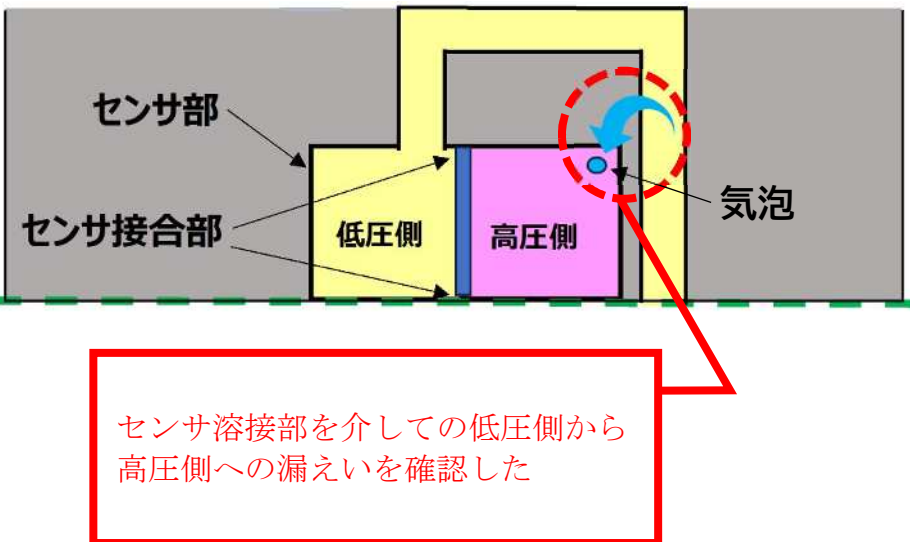 センサ部
センサ接合部
低圧側
高圧側
気泡
センサ溶接部を介しての低圧側から
高圧側への漏えいを確認した